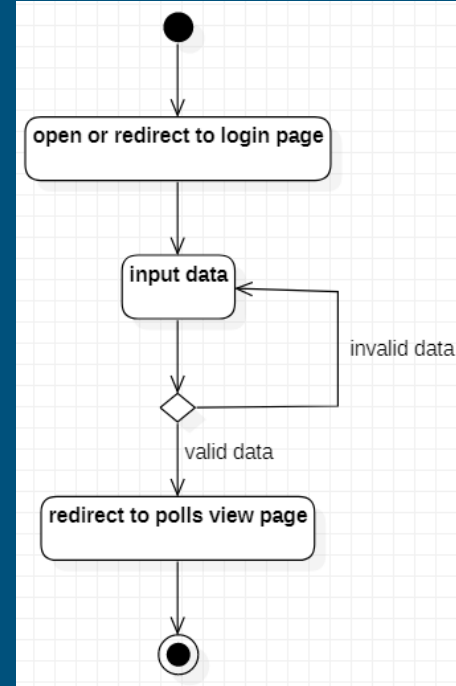 open or redirect to login page
input data
invalid data
valid data
redirect to polls view page